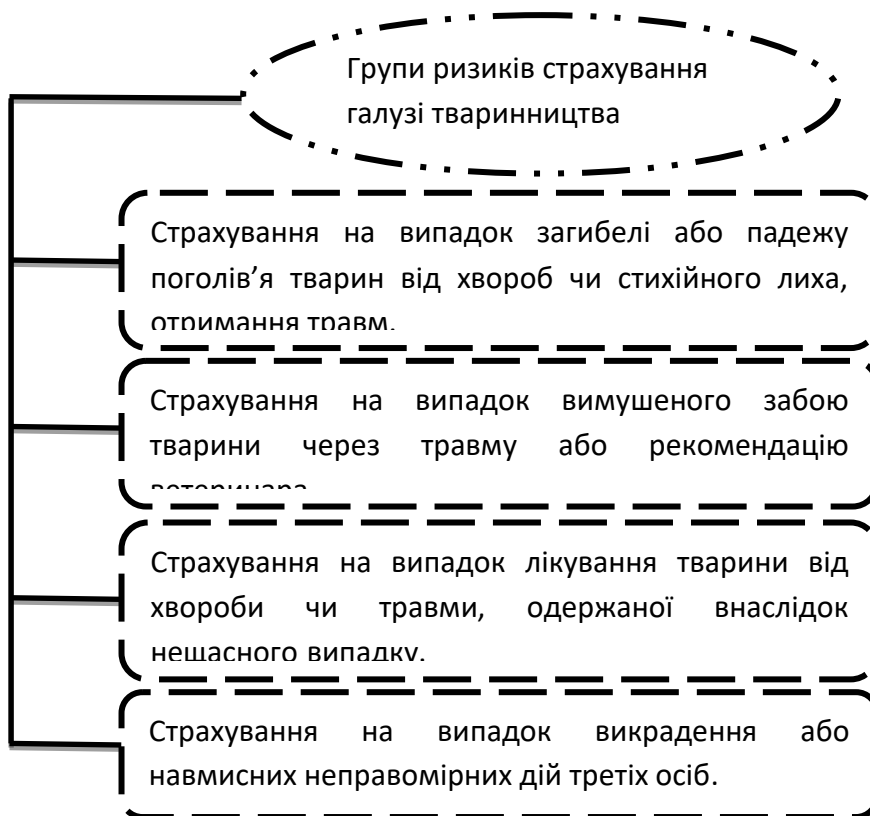 Групи ризиків страхування
галузі тваринництва
Страхування на випадок загибелі або падежу
поголів’я тварин від хвороб чи стихійного лиха,
отримання травм.
Страхування на випадок вимушеного забою
тварини через травму або рекомендацію
ветеринара
Страхування на випадок лікування тварини від
хвороби чи травми, одержаної внаслідок
нещасного випадку.
Страхування на випадок викрадення або
навмисних неправомірних дій третіх осіб.